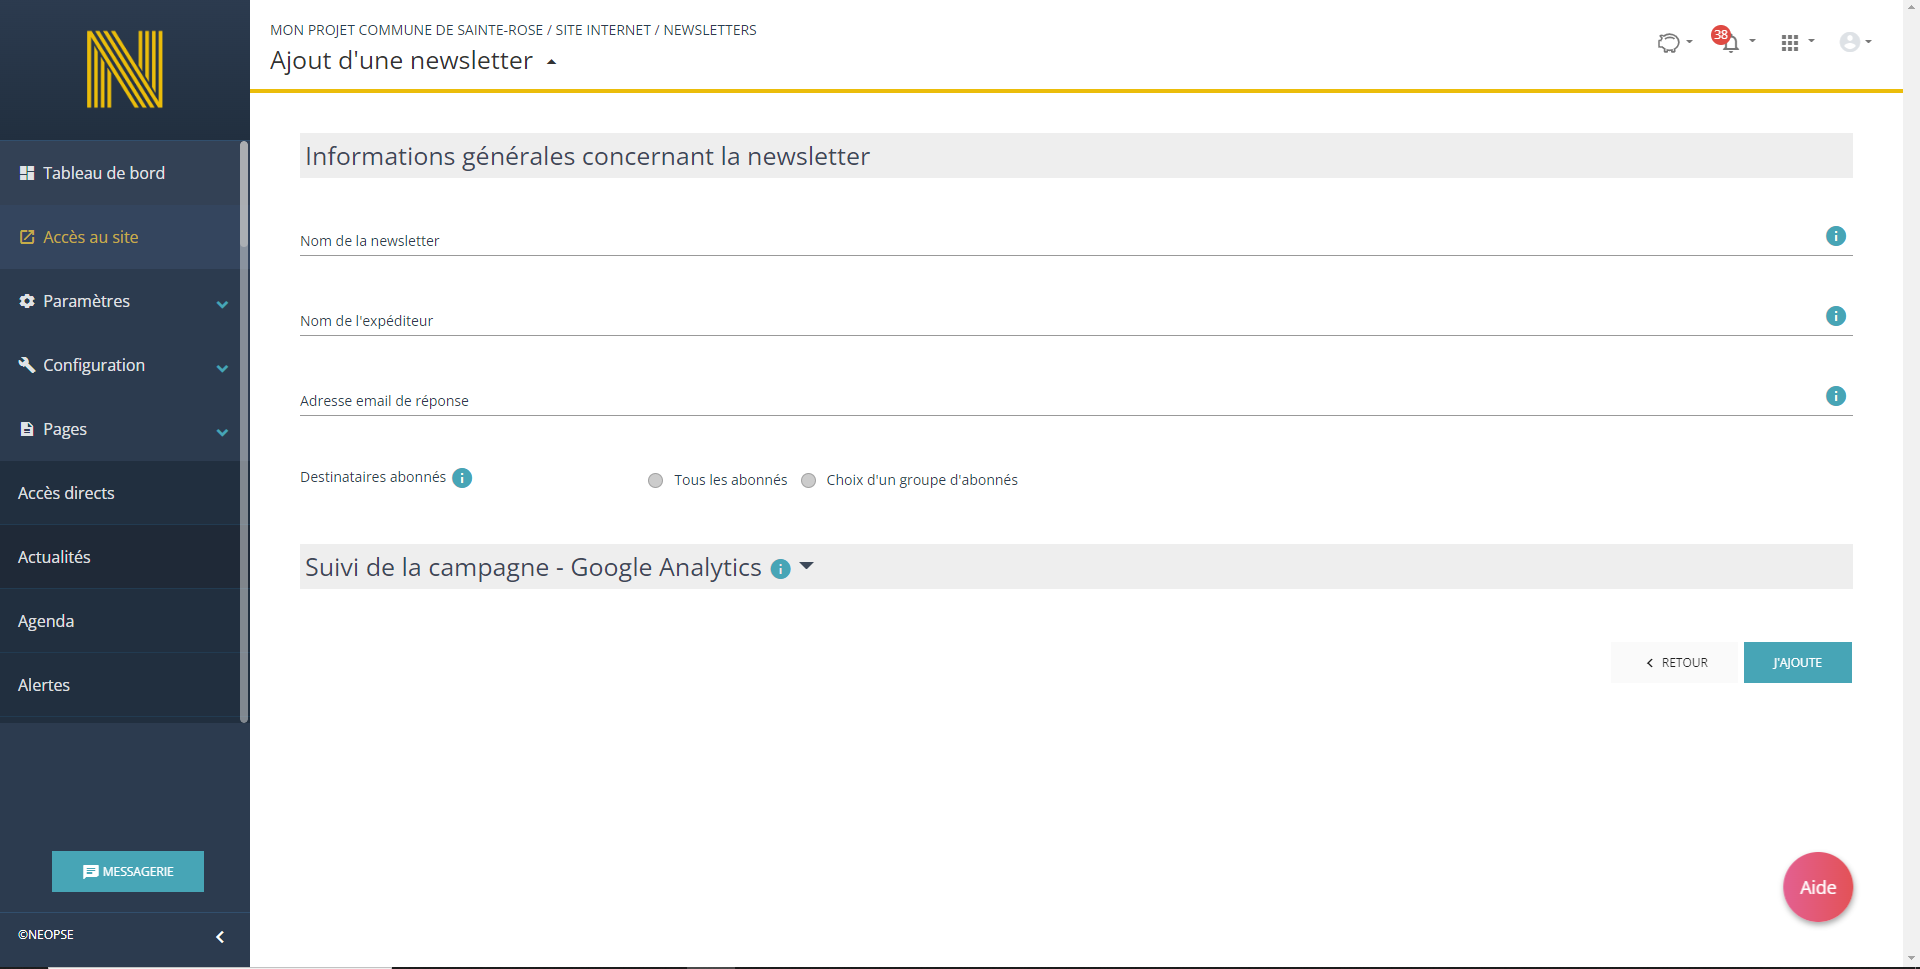 MON PROJET COMMUNE DE SAINTE-ROSE / SITE INTERNET / NEWSLETTERS
Ajout d'une newsletter
38
N
Tableau de bord
Accès au site
Paramètres
Configuration
Pages
Accès directs
Actualités
Agenda
Alertes
MESSAGERIE
©NEOPSE
Informations générales concernant la newsletter
Nom de la newsletter
Nom de l'expéditeur
Adresse email de réponse
Destinataires abonnés
Tous les abonnés
Choix d'un groupe d'abonnés
Suivi de la campagne - Google Analytics
RETOUR
J'AJOUTE
Aide